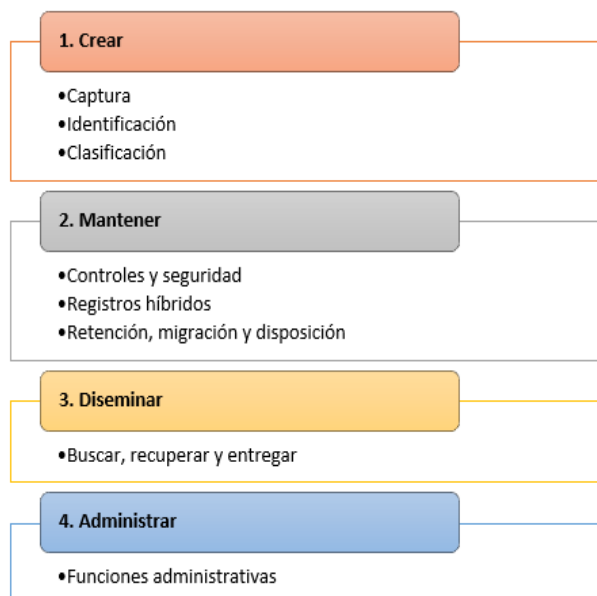 1. Crear
•Captura
•Identificación
•Clasificación
2. Mantener
•Controles y seguridad
•Registros híbridos
•Retención, migración y disposición
3. Diseminar
•Buscar, recuperar y entregar
4. Administrar
•Funciones administrativas